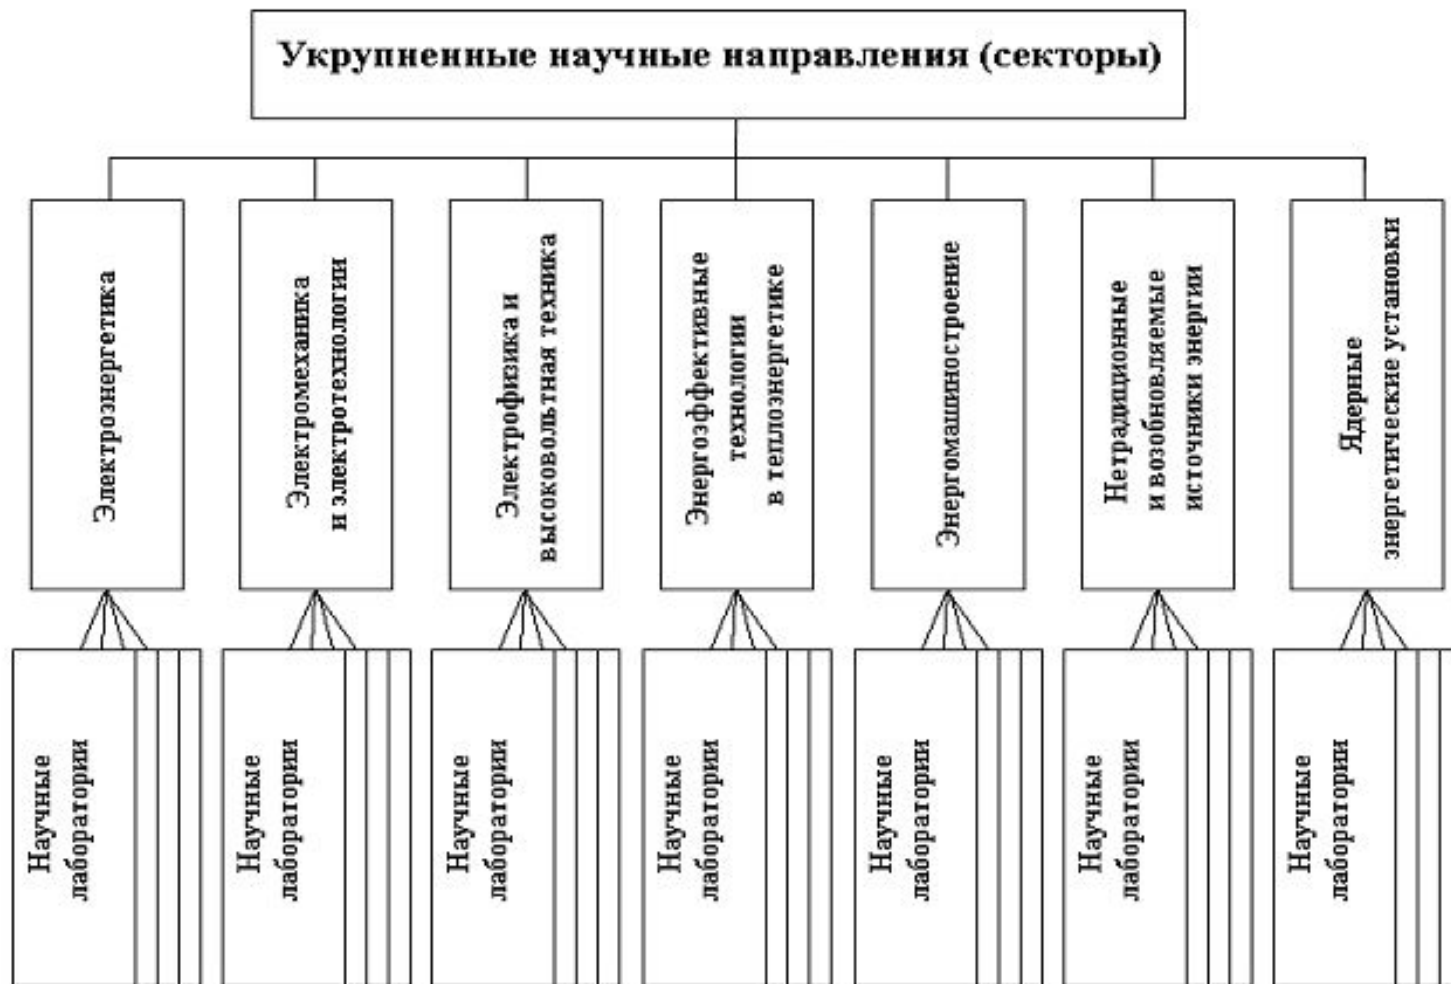 Укрупненные научные направления (секторы)
Электроэнергетика
Электромеханика
и электротехнологии
Электрофизика и
высоковольтная техника
Энергоэффективные
технологии
в теплоэнергетике
Энергомашиностроение
Нетрадиционные
и возобновляемые
источники энергии
Ядерные
энергетические установки
Научные
лаборатории
Научные
лаборатории
Научные
лаборатории
Научные
лаборатории
Научные
лаборатории
Научные
лаборатории
Научные
лаборатории